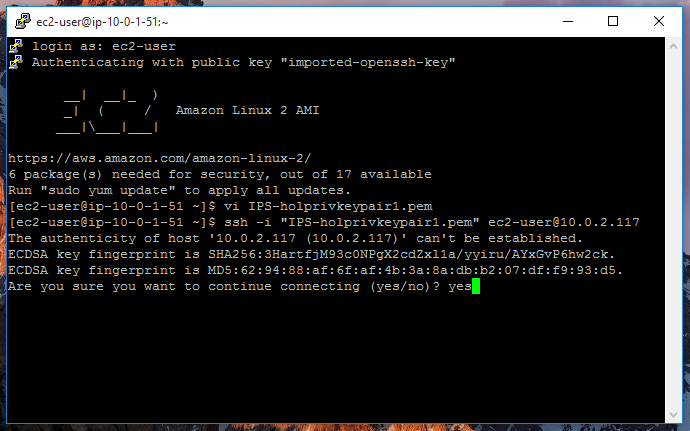 ec2-user@ip-10-0-1-51:~
login as: ec2-user
Authenticating with public key "imported-openssh-key"
       __|  __|_  )
       _|  (     /   Amazon Linux 2 AMI
      ___|\___|___|
https://aws.amazon.com/amazon-linux-2/
6 package(s) needed for security, out of 17 available
Run "sudo yum update" to apply all updates.
[ec2-user@ip-10-0-1-51 ~]$ vi IPS-holprivkeypair1.pem
[ec2-user@ip-10-0-1-51 ~]$ ssh -i "IPS-holprivkeypair1.pem" ec2-user@10.0.2.117
The authenticity of host '10.0.2.117 (10.0.2.117)' can't be established.
ECDSA key fingerprint is SHA256:3HartfjM93c0NPgX2cdZxl1a/yyiru/AYxGvP6hw2ck.
ECDSA key fingerprint is MD5:62:94:88:af:6f:af:4b:3a:8a:db:b2:07:df:f9:93:d5.
Are you sure you want to continue connecting (yes/no)? yes